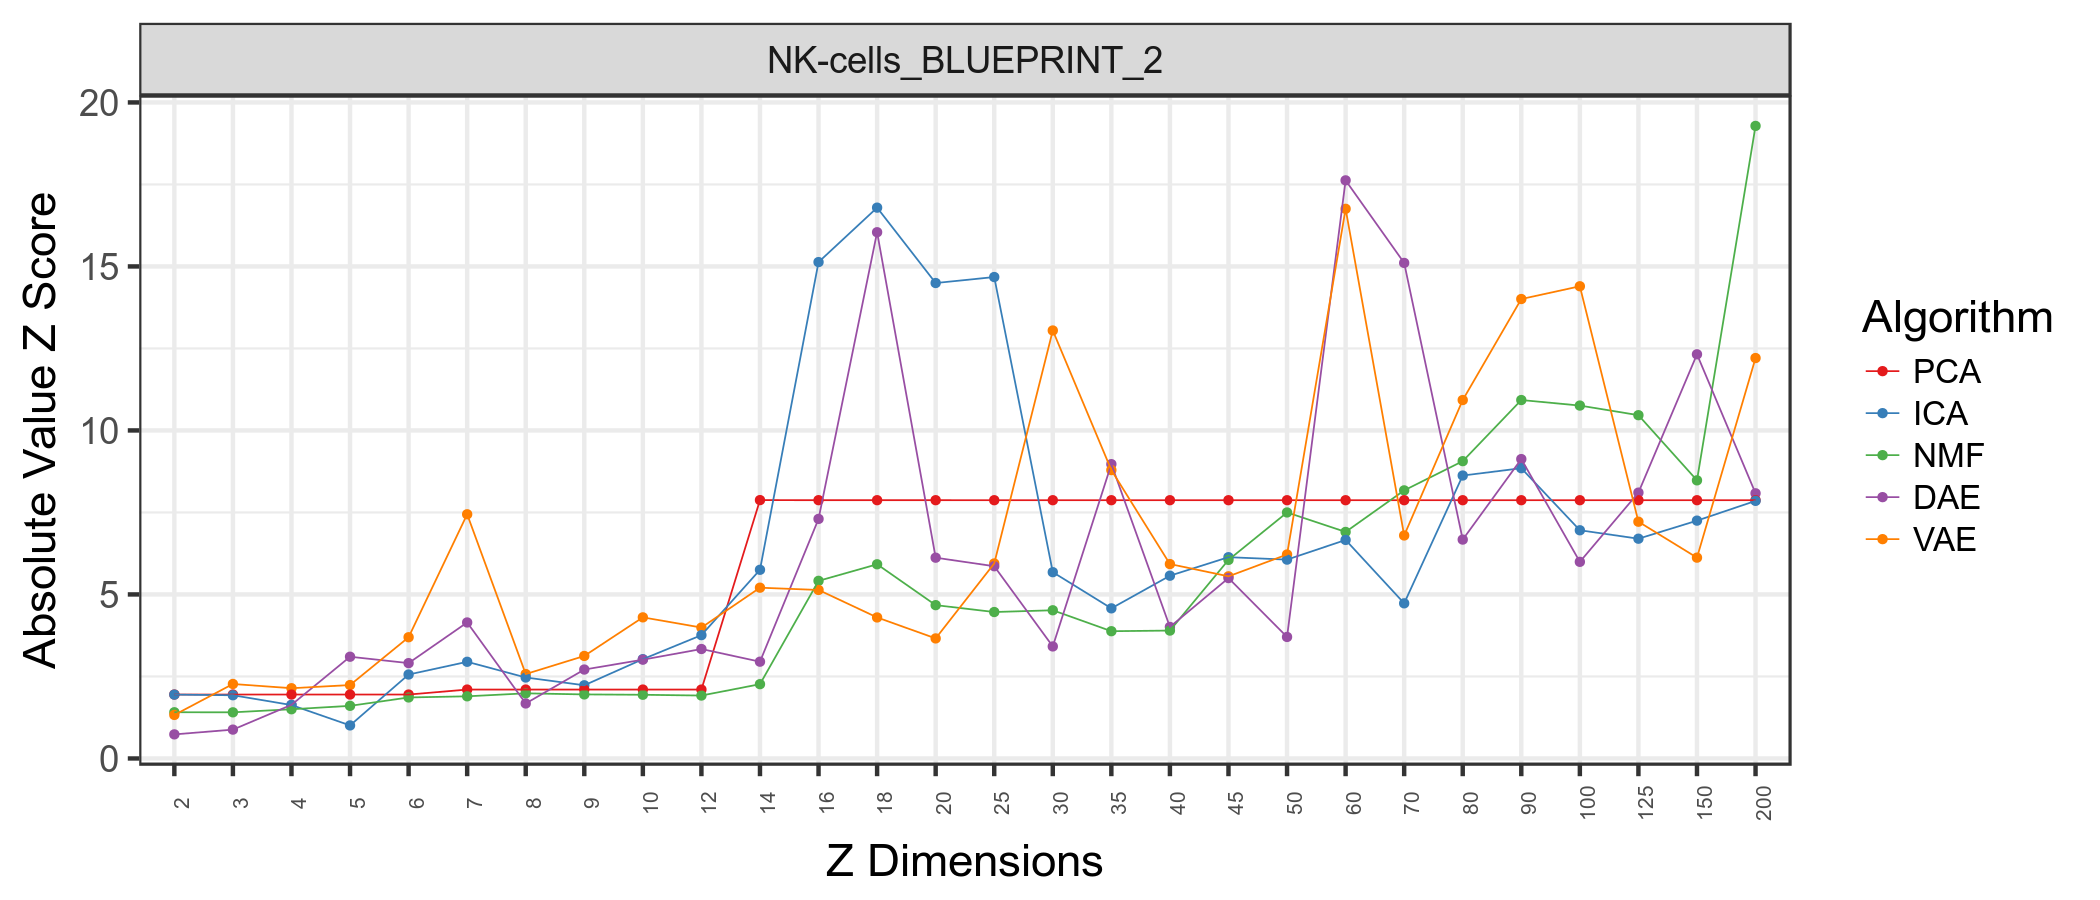 NK-cells_BLUEPRINT_2
Absolute Value Z Score
20
15
10
5
0
2 3 4 5 6 7 8 9 10 12 14 16 18 20 25 30 35 40 45 50 60 70 80 90 100 125 150 200
Z Dimensions
Algorithm
PCA
ICA
NMF
DAE
VAE